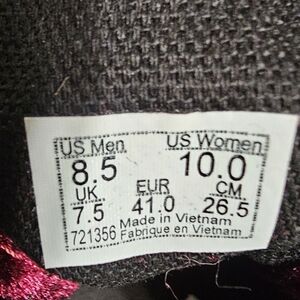 US Men US Women
8.5 10.0
UK EUR CM
7.5 41.0 26.5
Made in Vietnam
721356 Fabrique en Vietnam